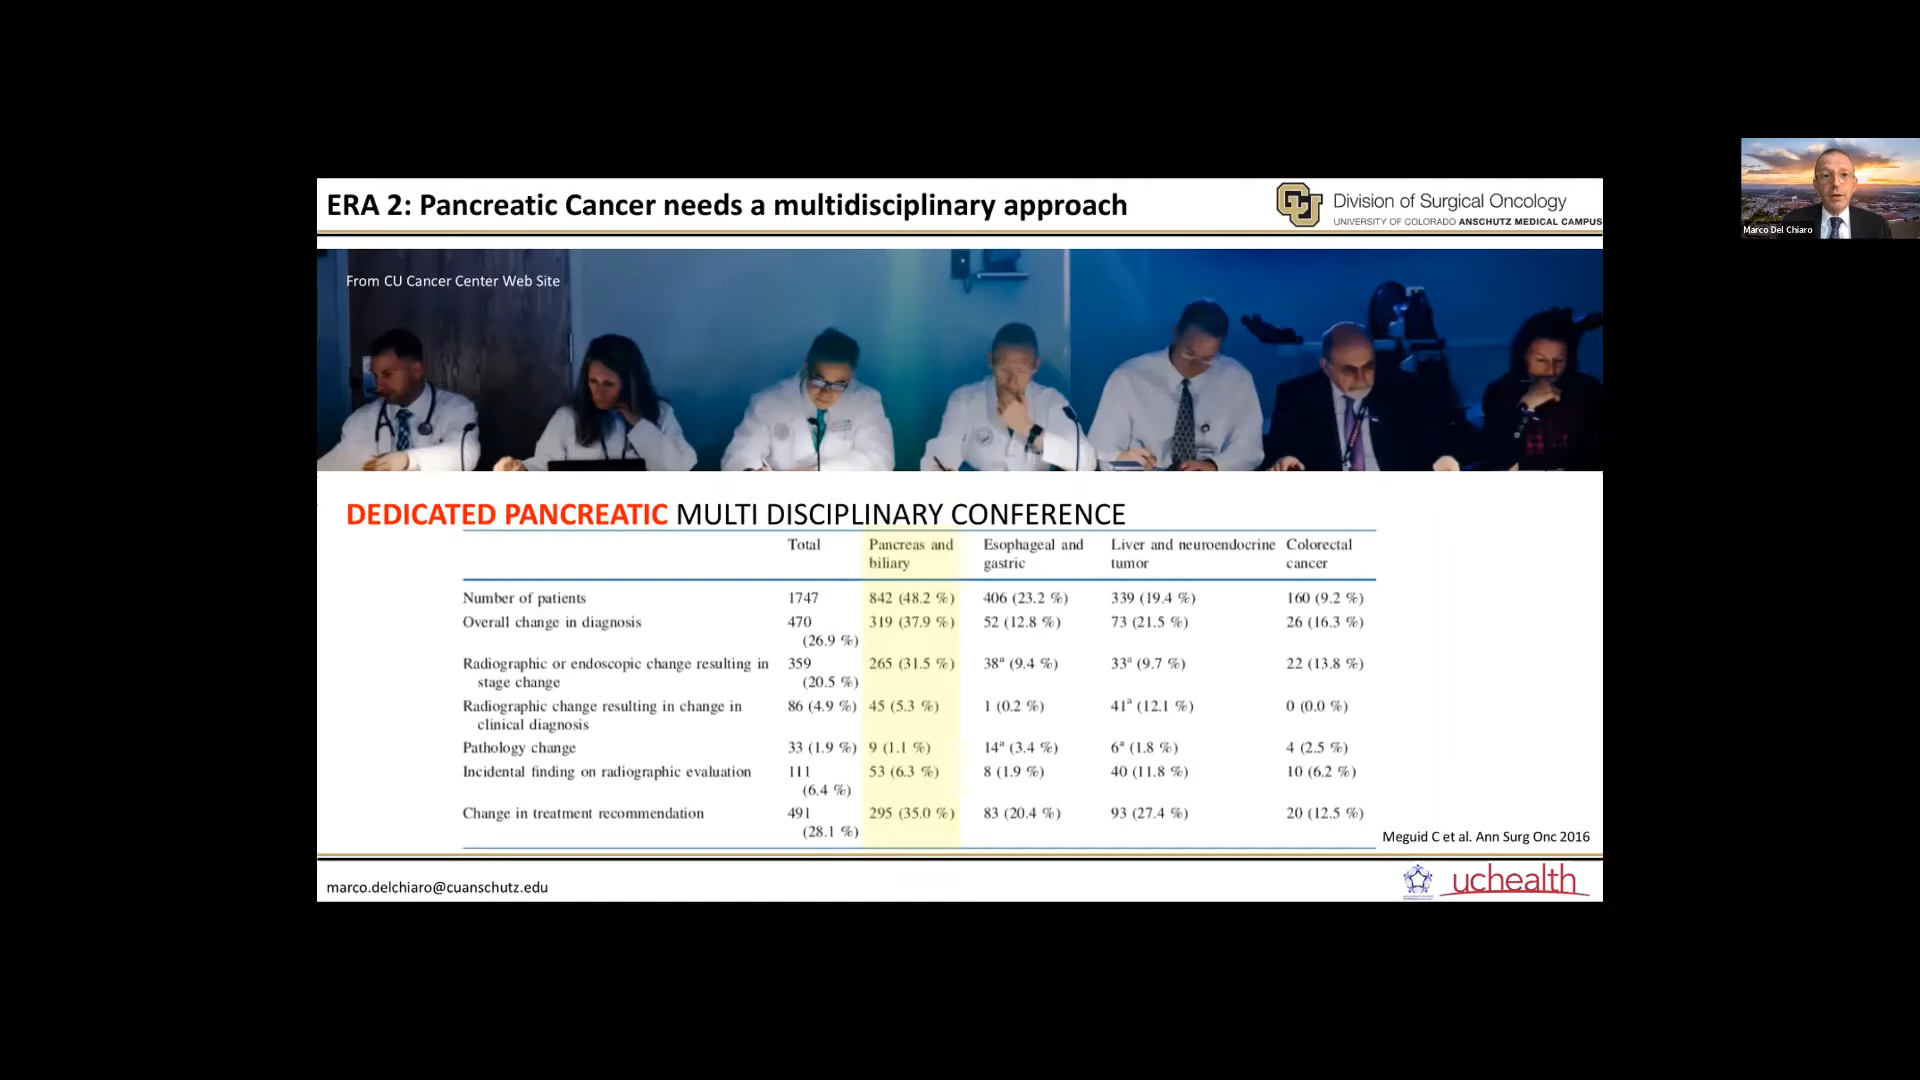 ERA 2: Pancreatic Cancer needs a multidisciplinary approach
CU
Division of Surgical Oncology
UNIVERSITY OF COLORADO ANSCHUTZ MEDICAL CAMPUS
Marco Del Chiaro
From CU Cancer Center Web Site
DEDICATED PANCREATIC MULTI DISCIPLINARY CONFERENCE
Total Pancreas and biliary Esophageal and gastric Liver and neuroendocrine tumor Colorectal cancer
Number of patients 1747 842 (48.2 %) 406 (23.2 %) 339 (19.4 %) 160 (9.2 %)
Overall change in diagnosis 470 (26.9 %) 319 (37.9 %) 52 (12.8 %) 73 (21.5 %) 26 (16.3 %)
Radiographic or endoscopic change resulting in stage change 359 (20.5 %) 265 (31.5 %) 38ª (9.4 %) 33ª (9.7 %) 22 (13.8 %)
Radiographic change resulting in change in clinical diagnosis 86 (4.9 %) 45 (5.3 %) 1 (0.2 %) 41ª (12.1 %) 0 (0.0 %)
Pathology change 33 (1.9 %) 9 (1.1 %) 14ª (3.4 %) 6ª (1.8 %) 4 (2.5 %)
Incidental finding on radiographic evaluation 111 (6.4 %) 53 (6.3 %) 8 (1.9 %) 40 (11.8 %) 10 (6.2 %)
Change in treatment recommendation 491 (28.1 %) 295 (35.0 %) 83 (20.4 %) 93 (27.4 %) 20 (12.5 %)
Meguid C et al. Ann Surg Onc 2016
marco.delchiaro@cuanschutz.edu
uchealth